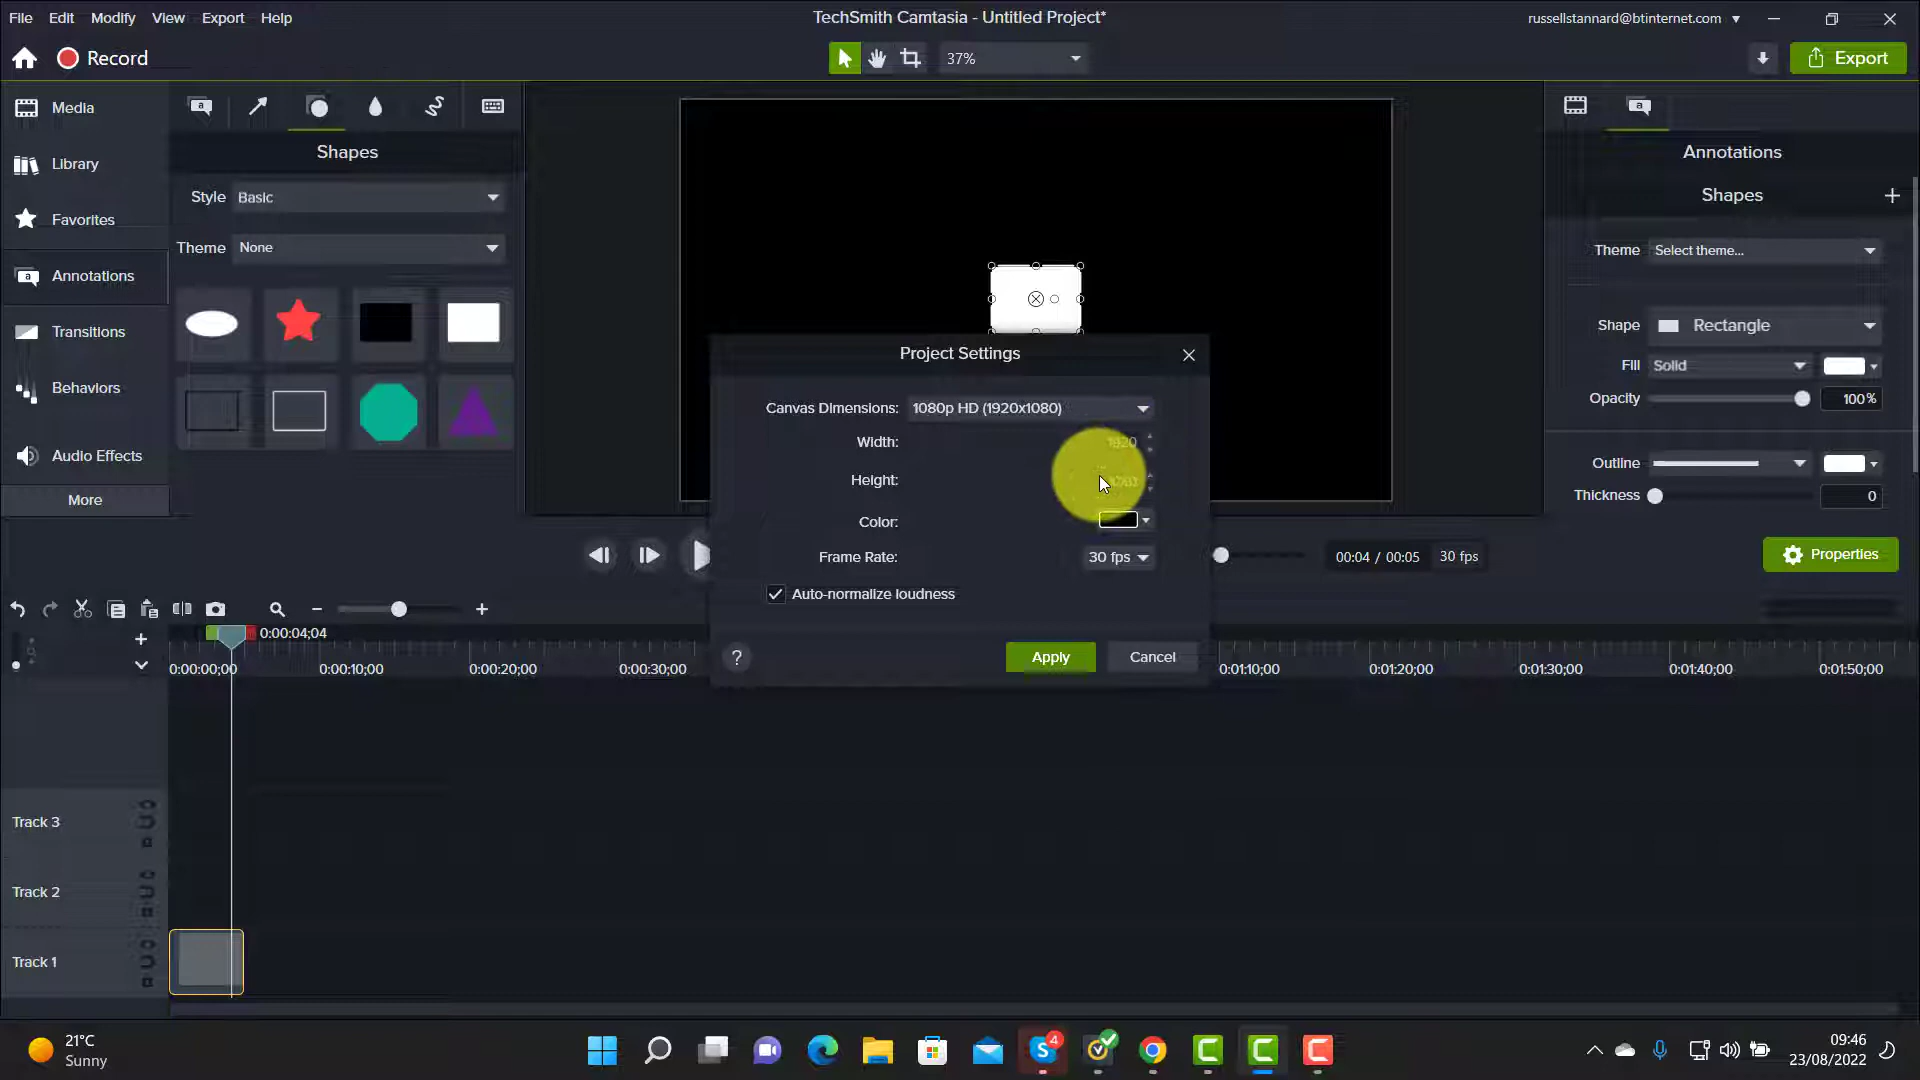 File Edit Modify View Export Help
TechSmith Camtasia - Untitled Project*
russellstannard@btinternet.com
Record
37%
Export
Media
Library
Favorites
Annotations
Transitions
Behaviors
Audio Effects
More
Shapes
Style Basic
Theme None
Annotations
Shapes
Theme Select theme...
Shape Rectangle
Fill Solid
Opacity 100%
Outline
Thickness 0
Properties
Project Settings
Canvas Dimensions: 1080p HD (1920x1080)
Width: 1920
Height:
Color:
Frame Rate: 30 fps
Auto-normalize loudness
? Apply Cancel
00:04 / 00:05 30 fps
0:00:04;04
0:00:00;00 0:00:10;00 0:00:20;00 0:00:30;00 0:01:10;00 0:01:20;00 0:01:30;00 0:01:40;00 0:01:50;00
Track 3
Track 2
Track 1
21°C
Sunny
4
09:46
23/08/2022